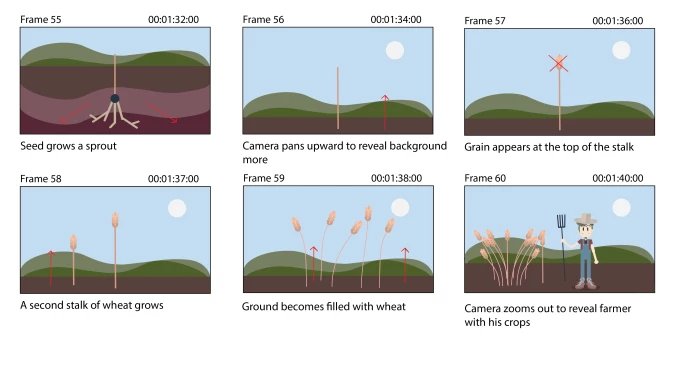 Frame 55 00:01:32:00
Seed grows a sprout
Frame 56 00:01:34:00
Camera pans upward to reveal background
more
Frame 57 00:01:36:00
Grain appears at the top of the stalk
Frame 58 00:01:37:00
A second stalk of wheat grows
Frame 59 00:01:38:00
Ground becomes filled with wheat
Frame 60 00:01:40:00
Camera zooms out to reveal farmer
with his crops